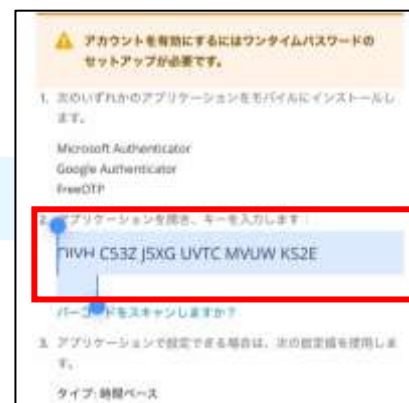 アカウントを有効にするにはワンタイムパスワードの
セットアップが必要です。
1. 次のいずれかのアプリケーションをモバイルにインストールし
ます。
Microsoft Authenticator
Google Authenticator
FreeOTP
2. アプリケーションを開き、キーを入力します：
C53Z J5XG UVTC MVUW KS2E
バーコードをスキャンしますか？
3. アプリケーションで設定できる場合は、次の設定値を使用しま
す。
タイプ: 時間ベース